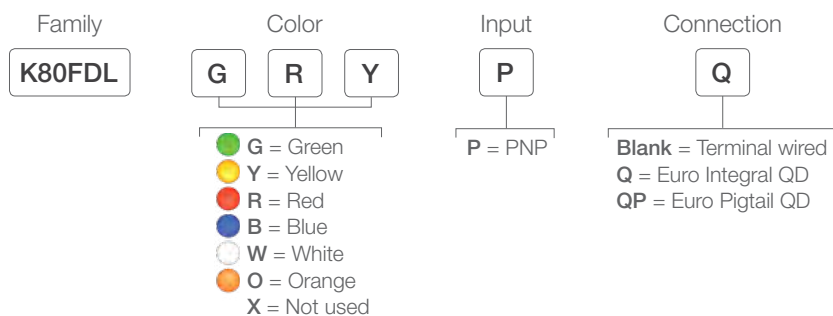 Family
Color
Input
Connection
K80FDL
G
R
Y
P
Q
G = Green
Y = Yellow
R = Red
B = Blue
W = White
O = Orange
X = Not used
P = PNP
Blank = Terminal wired
Q = Euro Integral QD
QP = Euro Pigtail QD